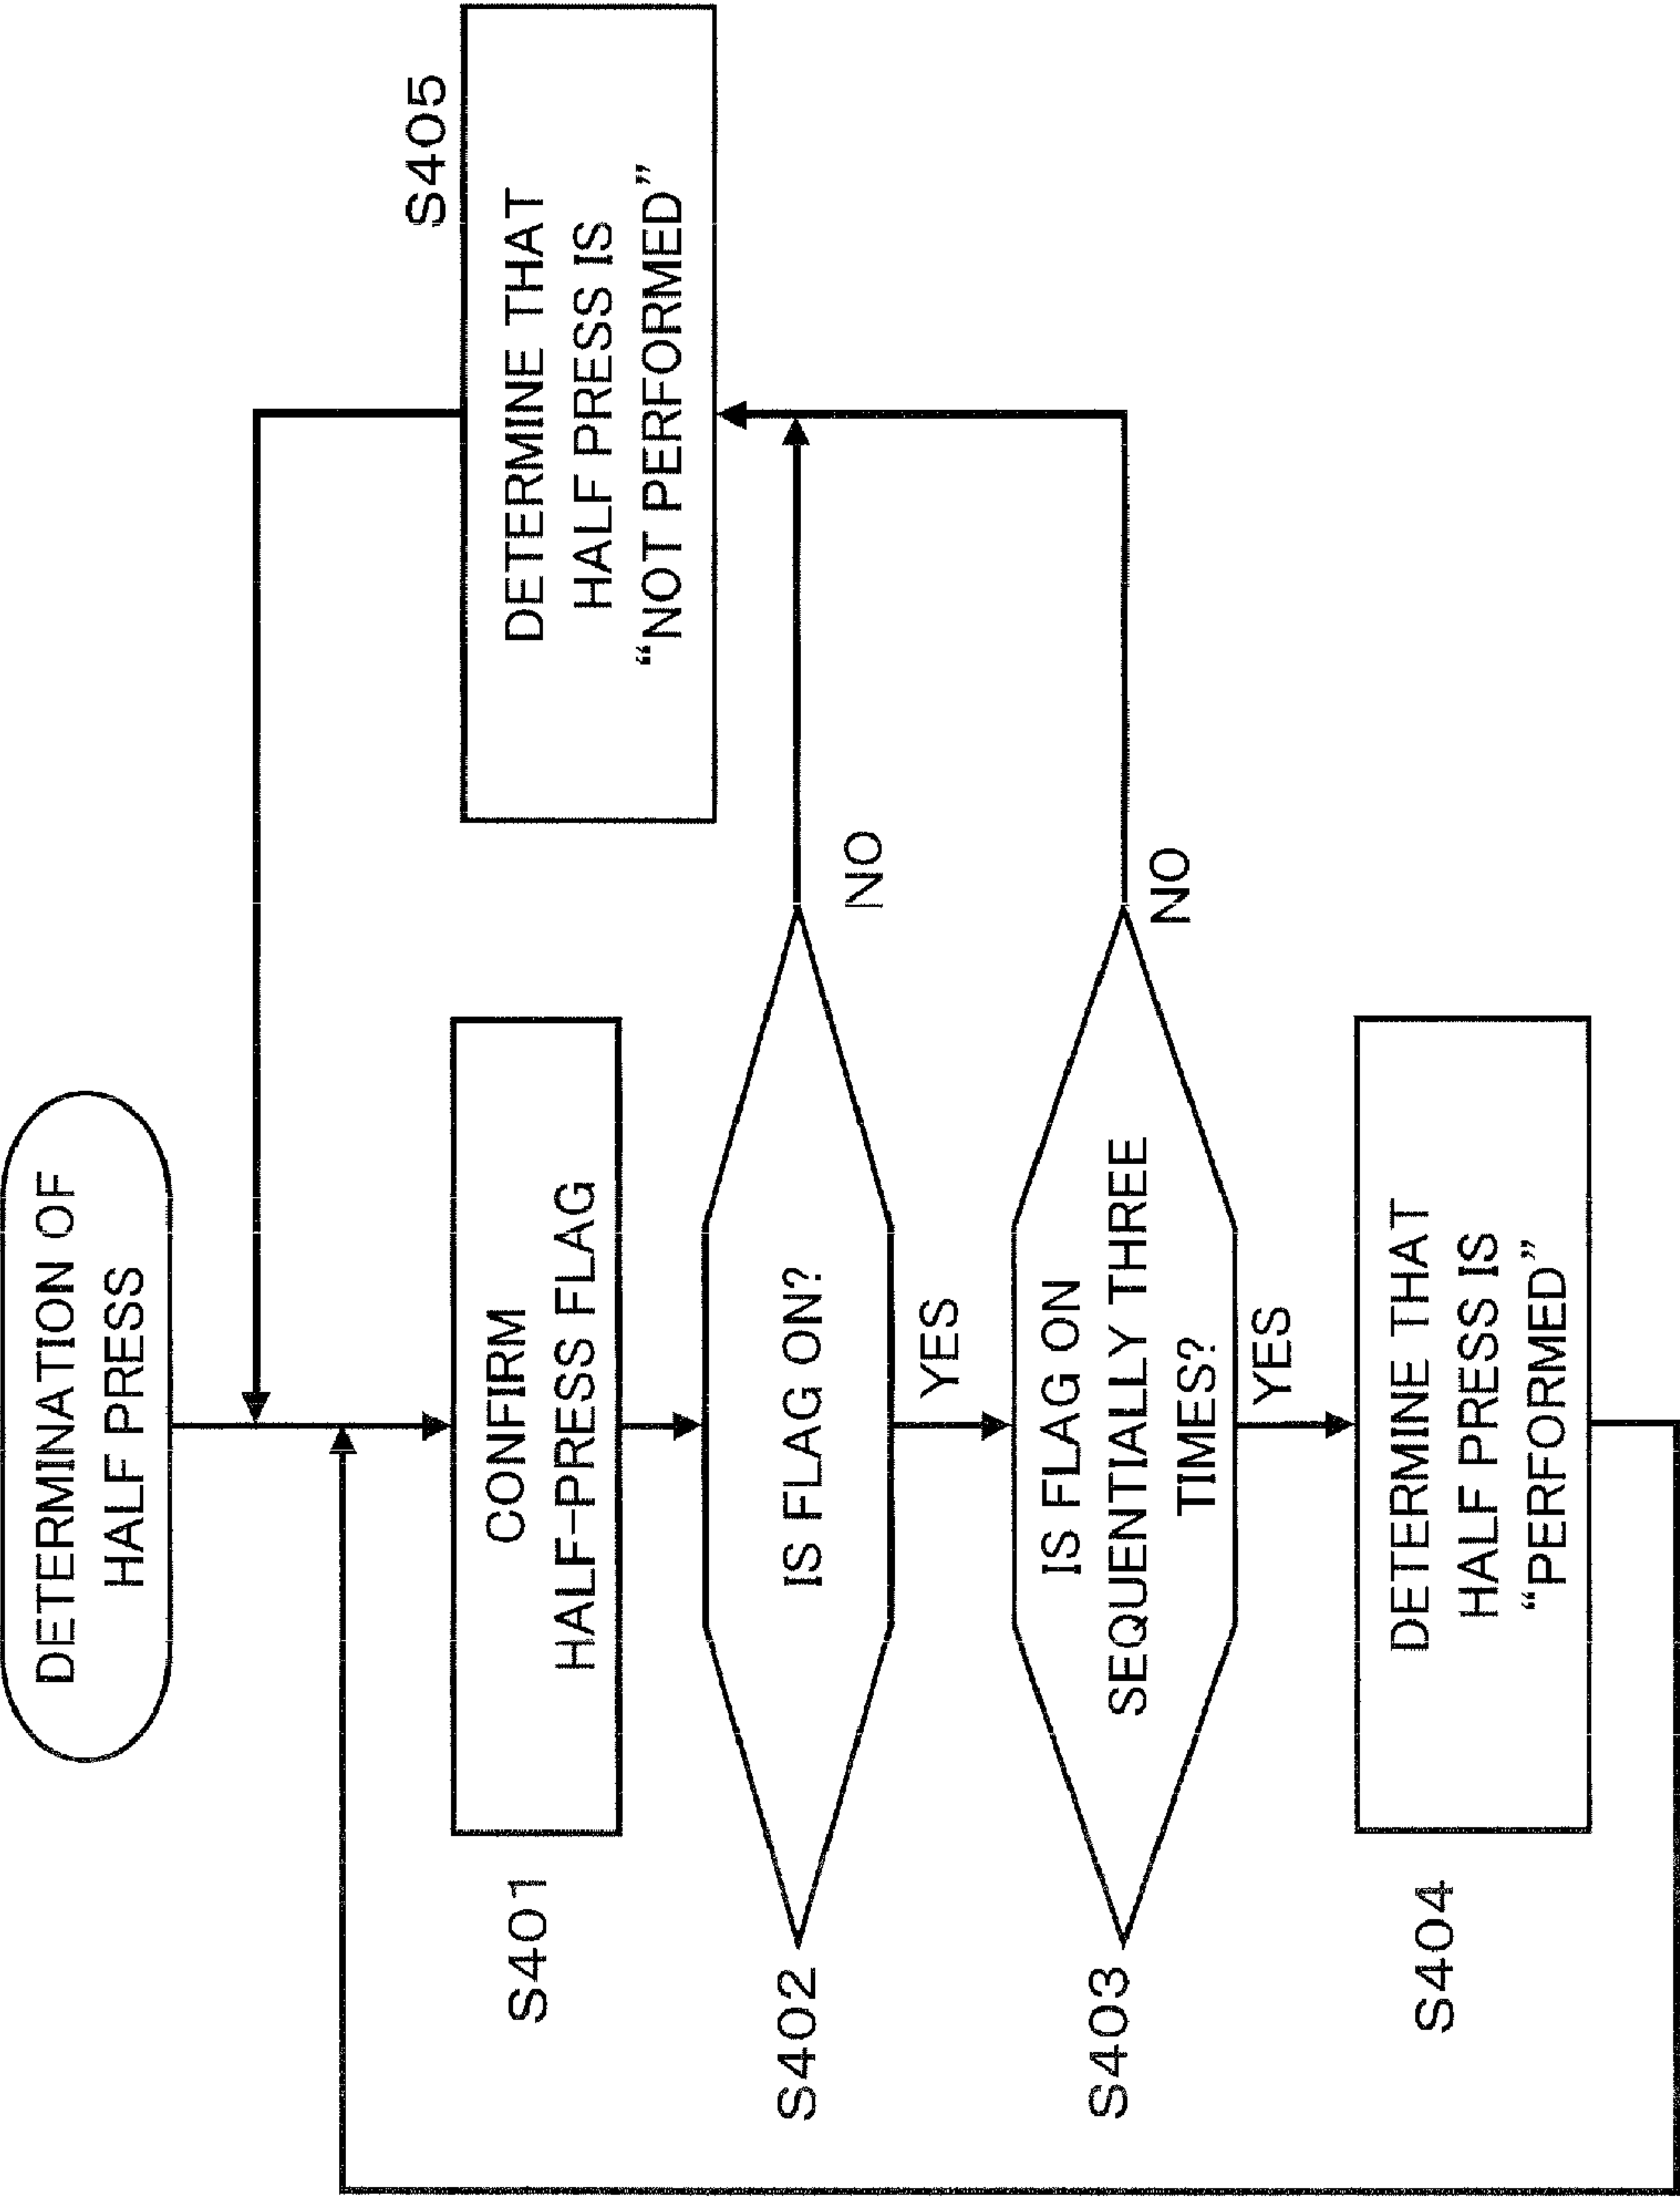 DETERMINATION OF
HALF PRESS
S401
CONFIRM
HALF-PRESS FLAG
S402
IS FLAG ON?
NO
YES
S403
IS FLAG ON
SEQUENTIALLY THREE
TIMES?
NO
YES
S404
DETERMINE THAT
HALF PRESS IS
“PERFORMED”
S405
DETERMINE THAT
HALF PRESS IS
“NOT PERFORMED”